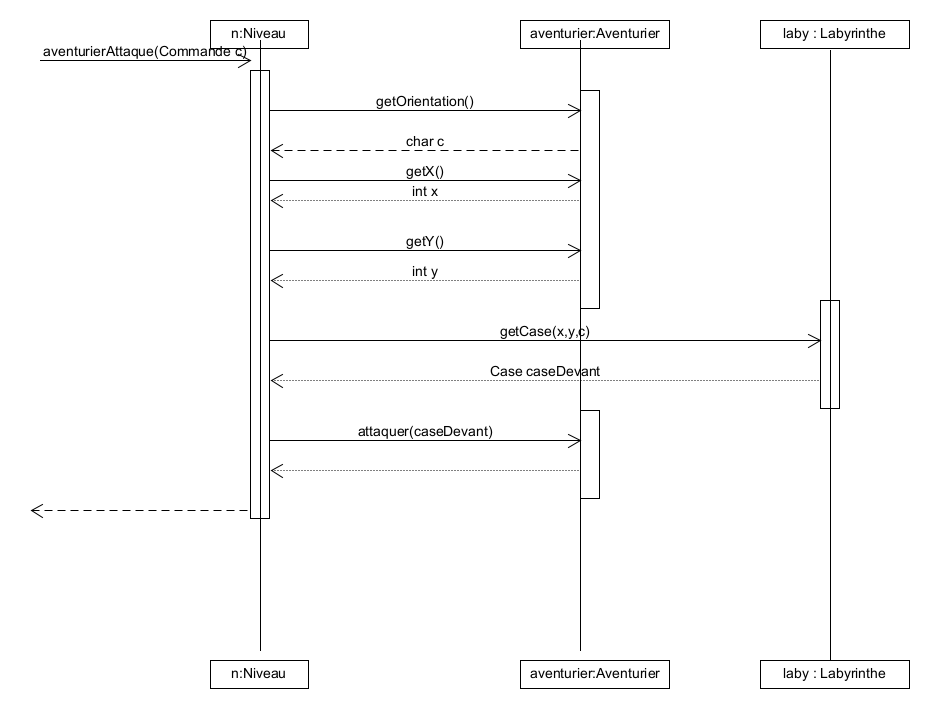 n:Niveau
aventurier:Aventurier
laby : Labyrinthe
aventurierAttaque(Commande c)
getOrientation()
char c
getX()
int x
getY()
int y
getCase(x,y,c)
Case caseDevant
attaquer(caseDevant)
n:Niveau
aventurier:Aventurier
laby : Labyrinthe